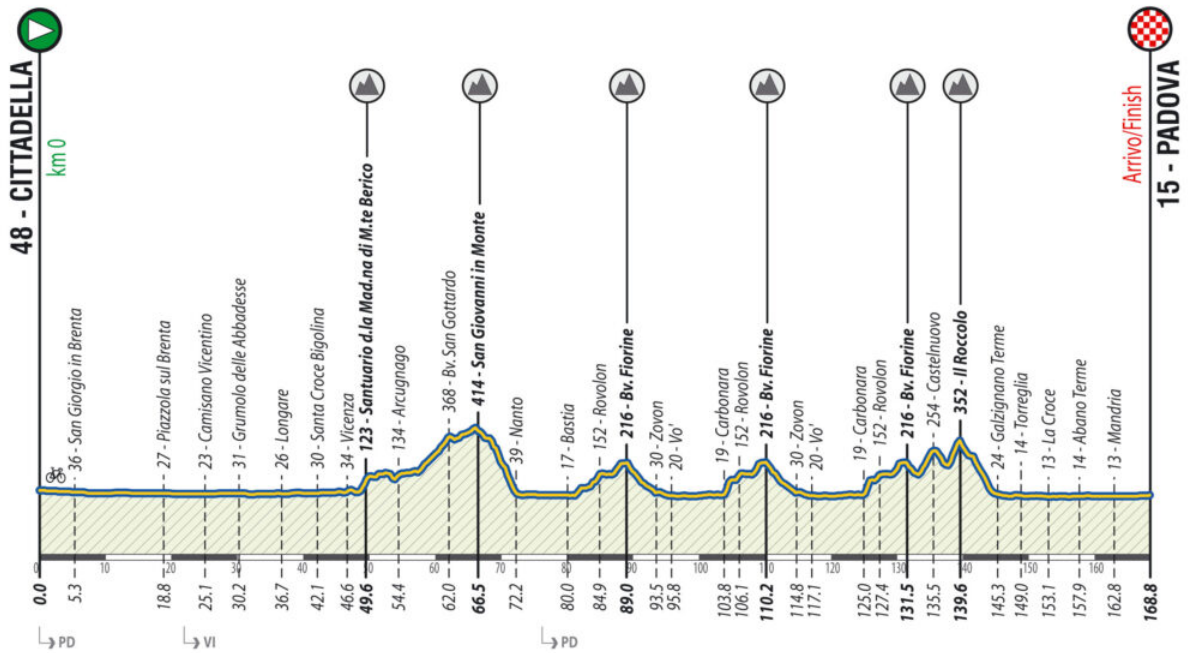 48 - CITTADELLA
km 0
36 - San Giorgio in Brenta
27 - Piazzola sul Brenta
23 - Camisano Vicentino
31 - Grumolo delle Abbadesse
26 - Longare
30 - Santa Croce Bigolina
34 - Vicenza
123 - Santuario d.la Mad.na di M.te Berico
134 - Arcugnago
368 - Bv. San Gottardo
414 - San Giovanni in Monte
39 - Nanto
17 - Bastia
152 - Rovolon
216 - Bv. Fiorine
30 - Zovon
20 - Vo'
19 - Carbonara
152 - Rovolon
216 - Bv. Fiorine
30 - Zovon
20 - Vo'
19 - Carbonara
152 - Rovolon
216 - Bv. Fiorine
254 - Castelnuovo
352 - Il Roccolo
24 - Galzignano Terme
14 - Torreglia
13 - La Croce
14 - Abano Terme
13 - Mandria
Arrivo/Finish
15 - PADOVA
0 10 20 30 40 50 60 70 80 90 100 110 120 130 140 150 160
0.0
5.3
18.8
25.1
30.2
36.7
42.1
46.6
49.6
54.4
62.0
66.5
72.2
80.0
84.9
89.0
93.5
95.8
103.8
106.1
110.2
114.8
117.1
125.0
127.4
131.5
135.5
139.6
145.3
149.0
153.1
157.9
162.8
168.8
PD
VI
PD